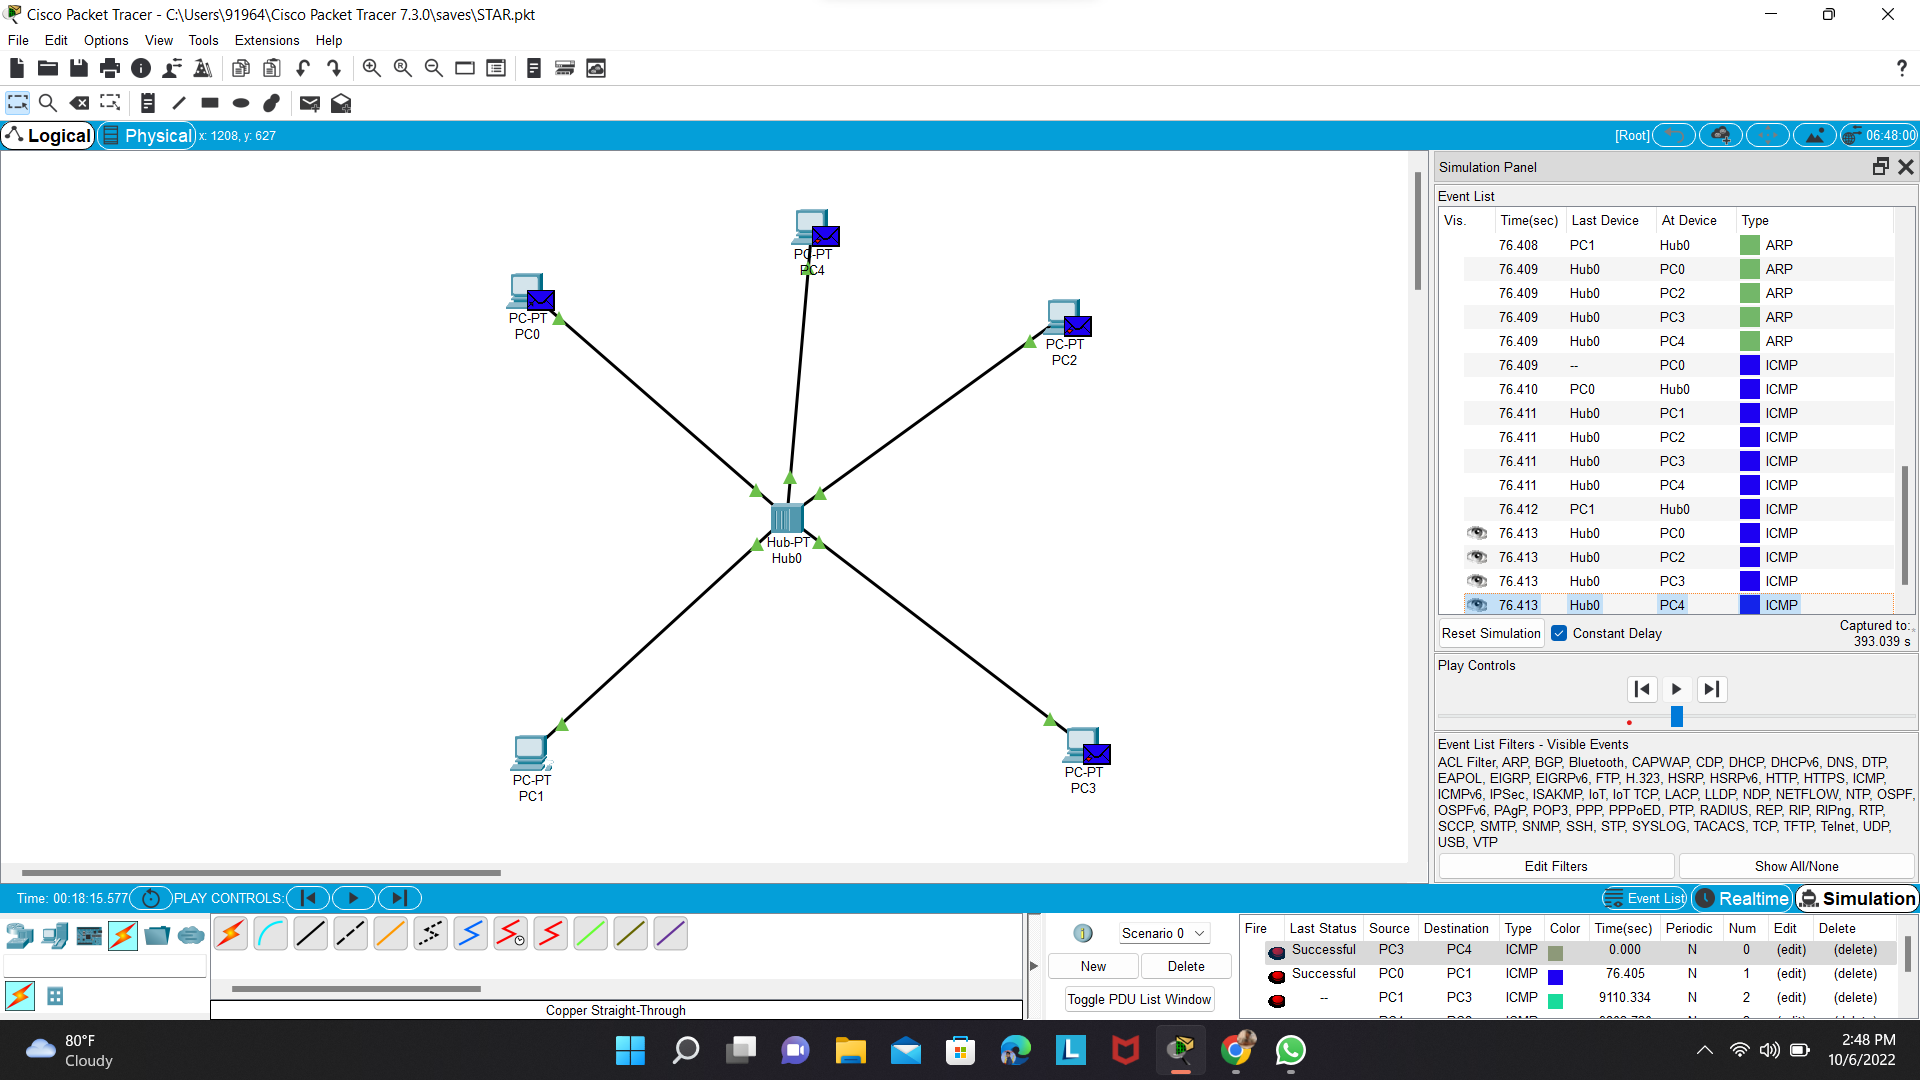 Cisco Packet Tracer - C:\Users\91964\Cisco Packet Tracer 7.3.0\saves\STAR.pkt
File Edit Options View Tools Extensions Help
?
Logical Physical x: 1208, y: 627 [Root] 06:48:00
PC-PT
PC4
PC-PT
PC0
PC-PT
PC2
Hub-PT
Hub0
PC-PT
PC1
PC-PT
PC3
Simulation Panel
Event List
Vis. Time(sec) Last Device At Device Type
76.408 PC1 Hub0 ARP
76.409 Hub0 PC0 ARP
76.409 Hub0 PC2 ARP
76.409 Hub0 PC3 ARP
76.409 Hub0 PC4 ARP
76.409 -- PC0 ICMP
76.410 PC0 Hub0 ICMP
76.411 Hub0 PC1 ICMP
76.411 Hub0 PC2 ICMP
76.411 Hub0 PC3 ICMP
76.411 Hub0 PC4 ICMP
76.412 PC1 Hub0 ICMP
76.413 Hub0 PC0 ICMP
76.413 Hub0 PC2 ICMP
76.413 Hub0 PC3 ICMP
76.413 Hub0 PC4 ICMP
Reset Simulation Constant Delay Captured to:
393.039 s
Play Controls
Event List Filters - Visible Events
ACL Filter, ARP, BGP, Bluetooth, CAPWAP, CDP, DHCP, DHCPv6, DNS, DTP,
EAPOL, EIGRP, EIGRPv6, FTP, H.323, HSRP, HSRPv6, HTTP, HTTPS, ICMP,
ICMPv6, IPSec, ISAKMP, IoT, IoT TCP, LACP, LLDP, NDP, NETFLOW, NTP, OSPF,
OSPFv6, PAgP, POP3, PPP, PPPoED, PTP, RADIUS, REP, RIP, RIPng, RTP,
SCCP, SMTP, SNMP, SSH, STP, SYSLOG, TACACS, TCP, TFTP, Telnet, UDP,
USB, VTP
Edit Filters Show All/None
Time: 00:18:15.577 PLAY CONTROLS: Event List Realtime Simulation
Copper Straight-Through
Scenario 0
New Delete
Toggle PDU List Window
Fire Last Status Source Destination Type Color Time(sec) Periodic Num Edit Delete
Successful PC3 PC4 ICMP 0.000 N 0 (edit) (delete)
Successful PC0 PC1 ICMP 76.405 N 1 (edit) (delete)
-- PC1 PC3 ICMP 9110.334 N 2 (edit) (delete)
80°F
Cloudy
2:48 PM
10/6/2022